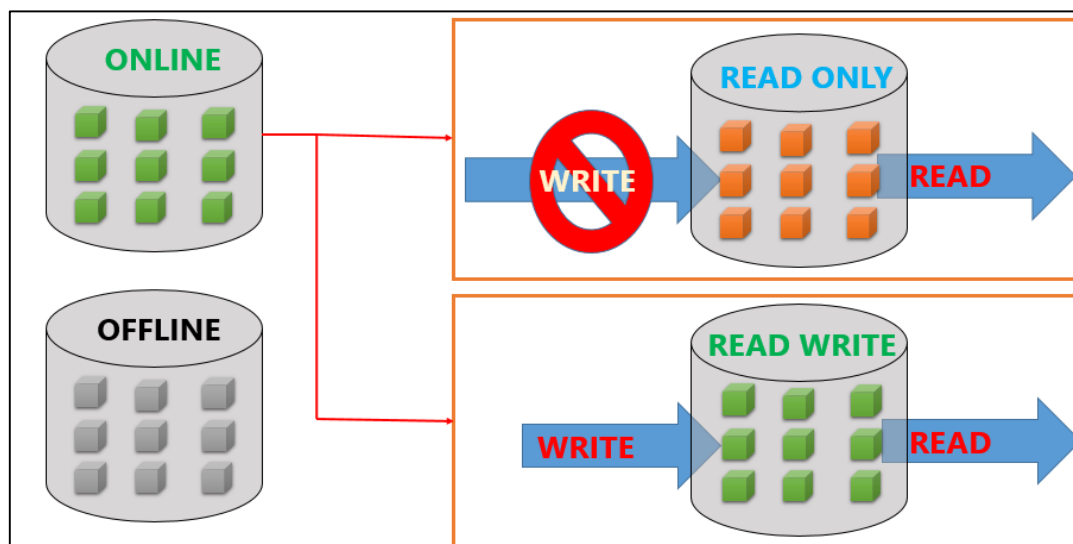 ONLINE
READ ONLY
WRITE
READ
OFFLINE
READ WRITE
WRITE
READ